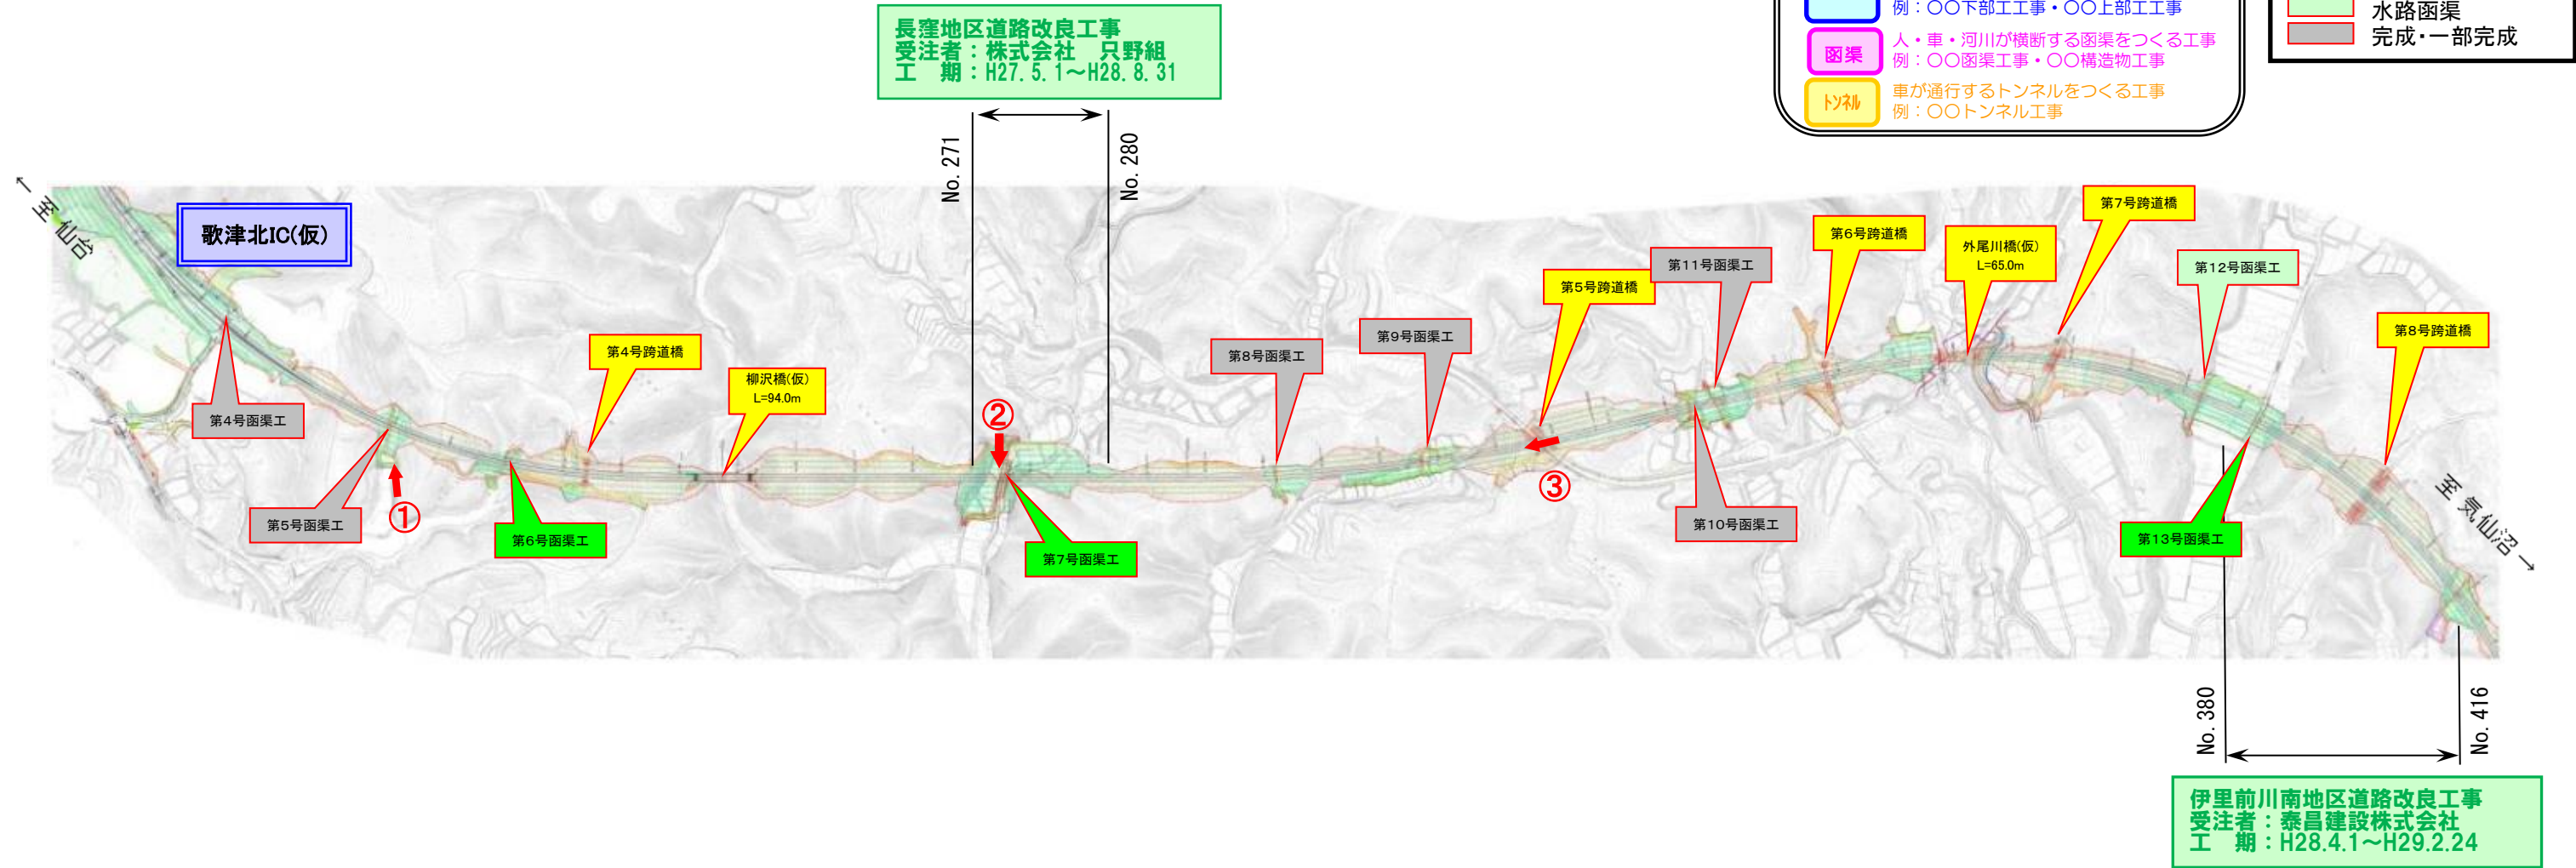 長窪地区道路改良工事
受注者：株式会社　只野組
工　期：H27.5.1～H28.8.31
例：〇〇下部工工事・〇〇上部工工事
函渠
人・車・河川が横断する函渠をつくる工事
例：〇〇函渠工事・〇〇構造物工事
トンネル
車が通行するトンネルをつくる工事
例：〇〇トンネル工事
水路函渠
完成・一部完成
No.271
No.280
←至 仙台
歌津北IC(仮)
第4号函渠工
第5号函渠工
①
第6号函渠工
第4号跨道橋
柳沢橋(仮)
L=94.0m
②
第7号函渠工
第8号函渠工
第9号函渠工
第5号跨道橋
③
第11号函渠工
第10号函渠工
第6号跨道橋
外尾川橋(仮)
L=65.0m
第7号跨道橋
第12号函渠工
第13号函渠工
第8号跨道橋
至 気仙沼→
No.380
No.416
伊里前川南地区道路改良工事
受注者：泰昌建設株式会社
工　期：H28.4.1～H29.2.24